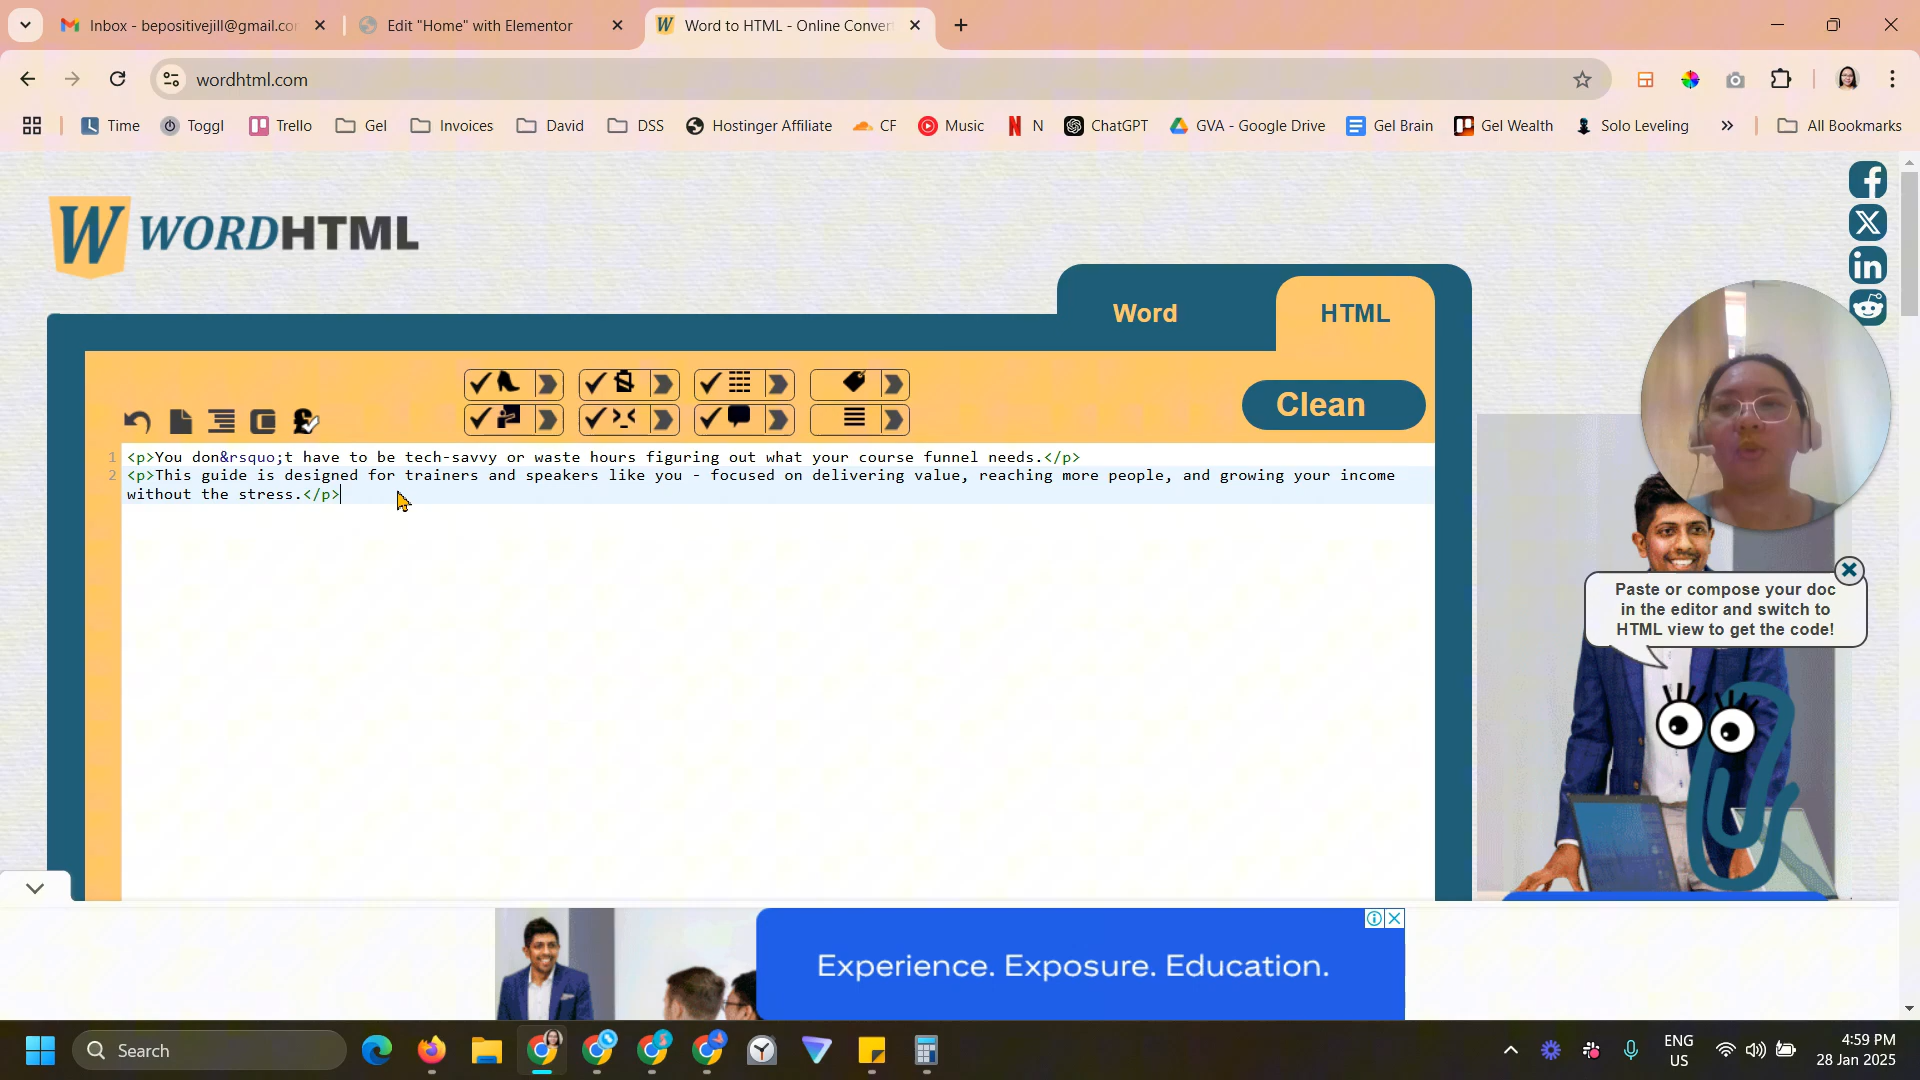 Inbox - bepositivejill@gmail.co
Edit "Home" with Elementor
Word to HTML - Online Conver
wordhtml.com
Time
Toggl
Trello
Gel
Invoices
David
DSS
Hostinger Affiliate
CF
Music
N
ChatGPT
GVA - Google Drive
Gel Brain
Gel Wealth
Solo Leveling
All Bookmarks
W WORDHTML
Word
HTML
Clean
1 <p>You don&rsquo;t have to be tech-savvy or waste hours figuring out what your course funnel needs.</p>
2 <p>This guide is designed for trainers and speakers like you - focused on delivering value, reaching more people, and growing your income
without the stress.</p>
Paste or compose your doc
in the editor and switch to
HTML view to get the code!
Experience. Exposure. Education.
Search
ENG
US
4:59 PM
28 Jan 2025